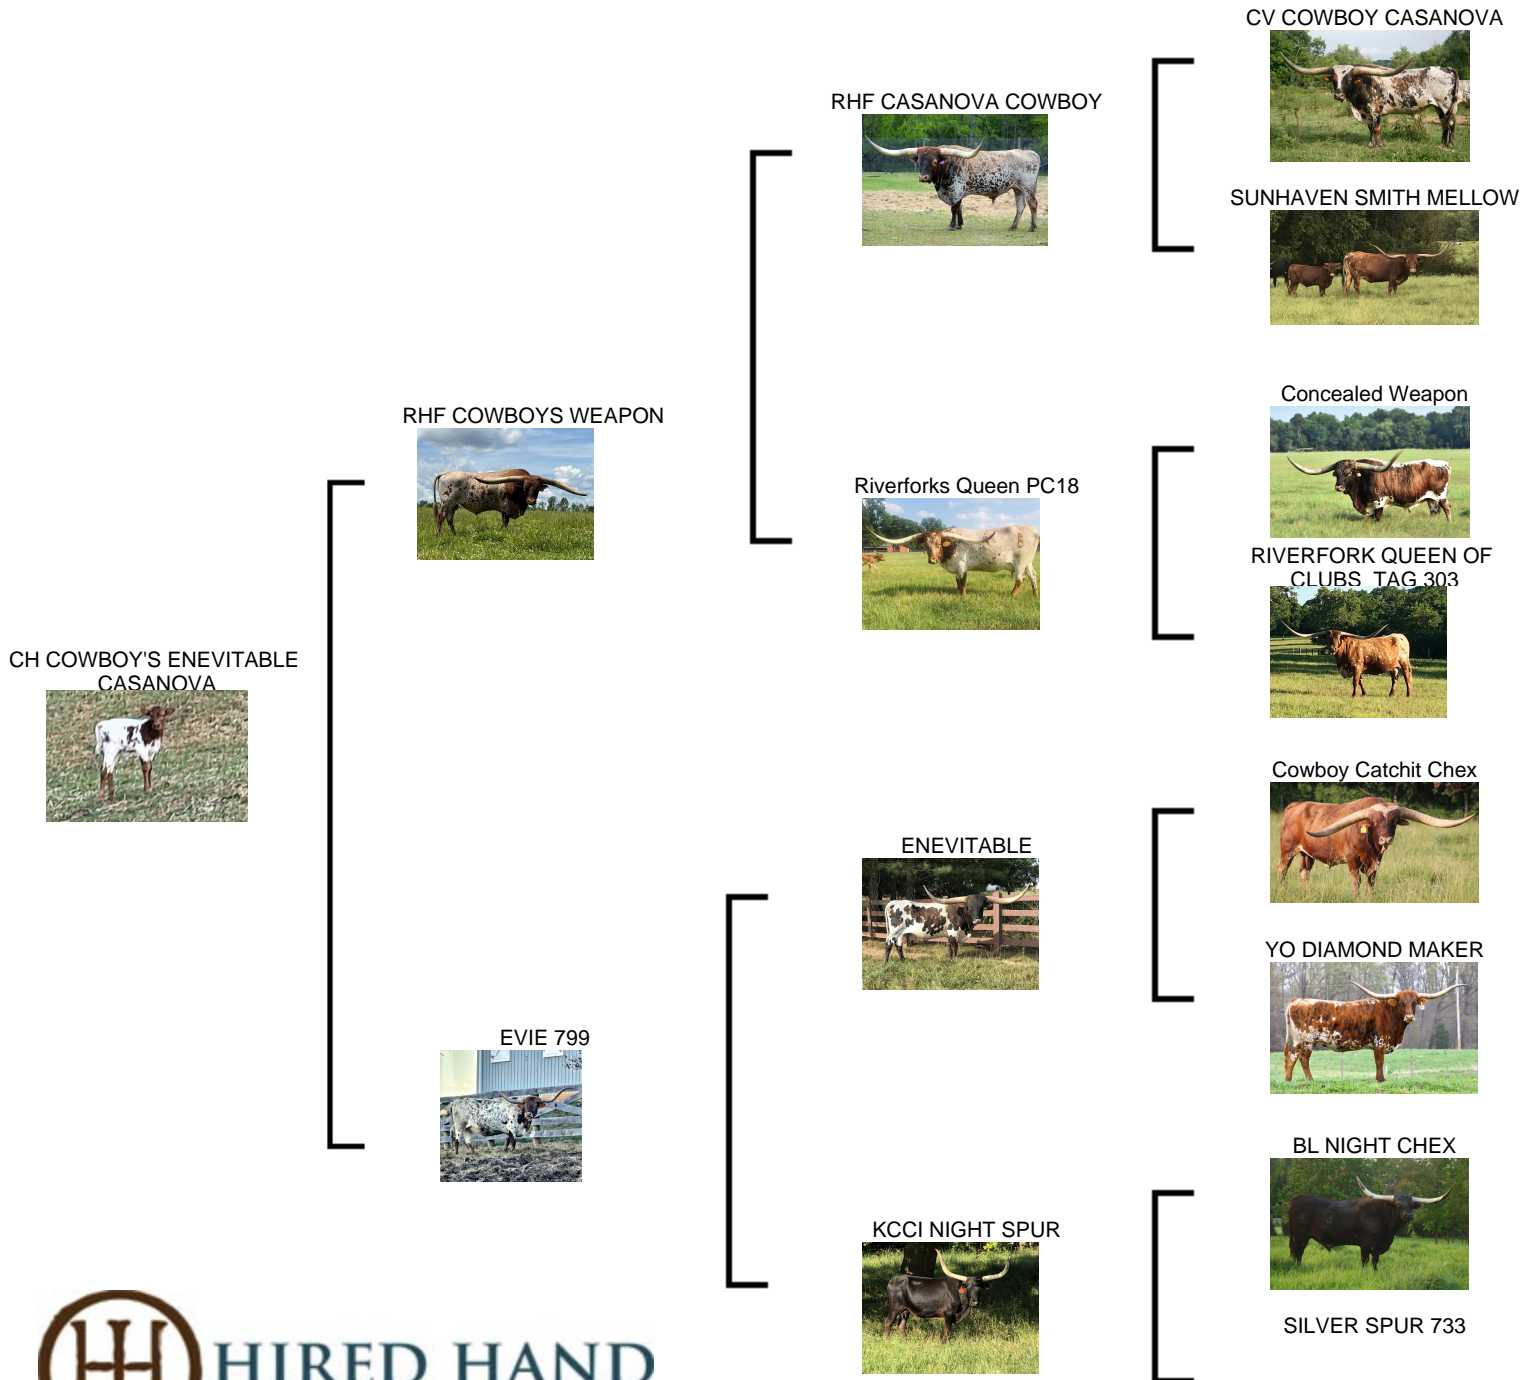 CV COWBOY CASANOVA
RHF CASANOVA COWBOY
SUNHAVEN SMITH MELLOW
RHF COWBOYS WEAPON
Concealed Weapon
Riverforks Queen PC18
RIVERFORK QUEEN OF
CLUBS TAG 303
CH COWBOY'S ENEVITABLE
CASANOVA
Cowboy Catchit Chex
ENEVITABLE
YO DIAMOND MAKER
EVIE 799
BL NIGHT CHEX
KCCI NIGHT SPUR
SILVER SPUR 733
HIRED HAND